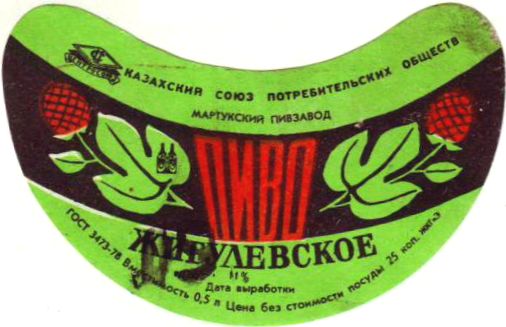 ЦЕНТРОСОЮЗ
КАЗАХСКИЙ СОЮЗ ПОТРЕБИТЕЛЬСКИХ ОБЩЕСТВ
МАРТУКСКИЙ ПИВЗАВОД
ПИВО
ЖИГУЛЕВСКОЕ
11%
Дата выработки
ГОСТ 3473-78 Вместимость 0,5 л Цена без стоимости посуды 25 коп.